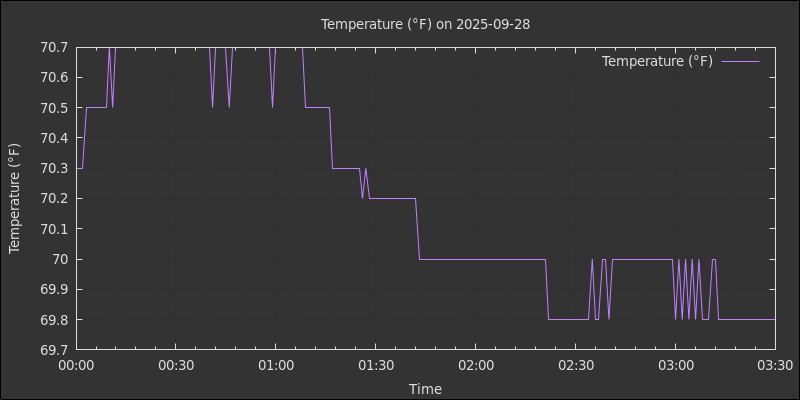 Temperature (°F) on 2025-09-28
Temperature (°F)
70.7
70.6
70.5
70.4
70.3
70.2
70.1
70
69.9
69.8
69.7
Temperature (°F)
00:00 00:30 01:00 01:30 02:00 02:30 03:00 03:30
Time